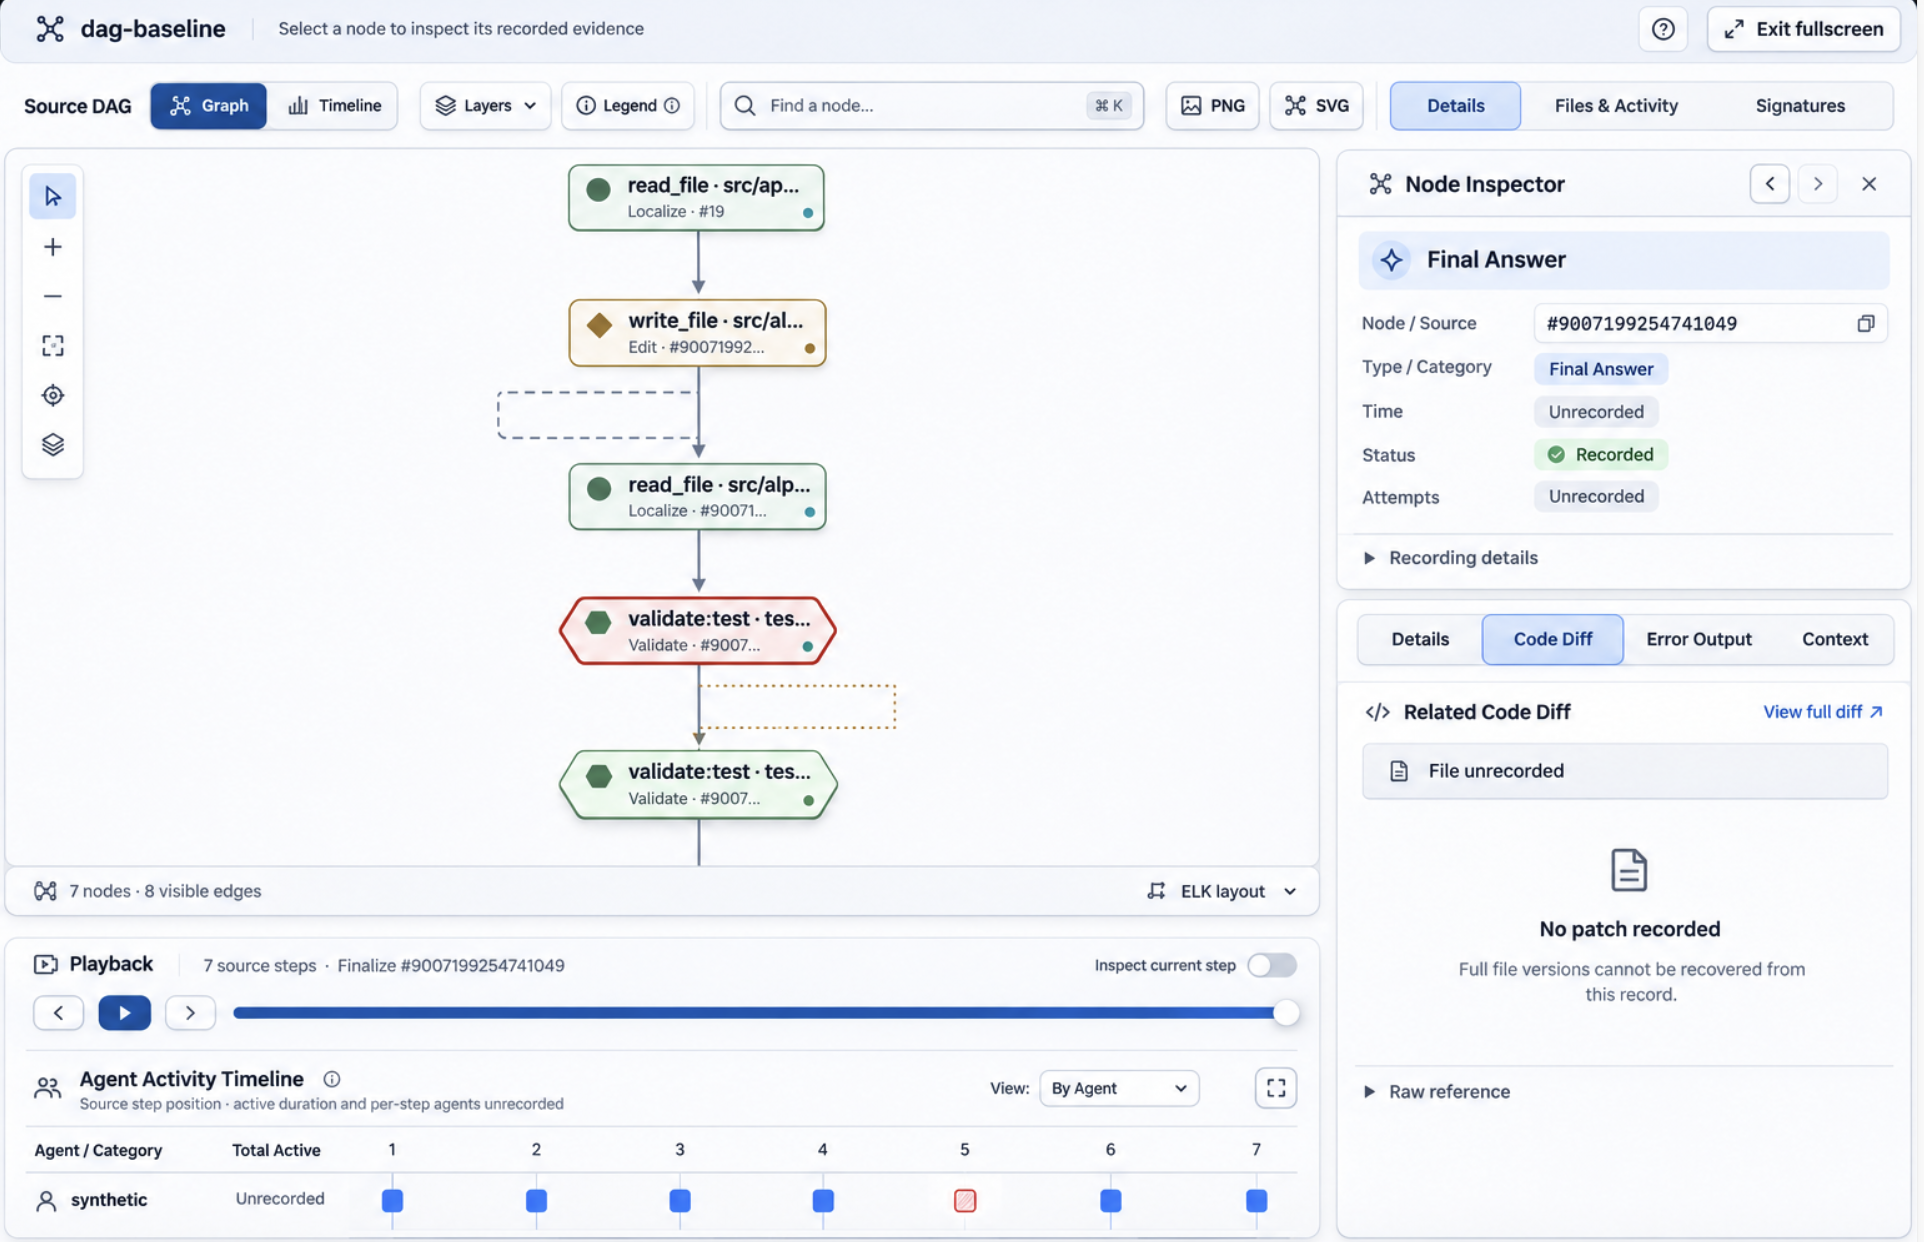 dag-baseline
Select a node to inspect its recorded evidence
Exit fullscreen
Source DAG
Graph
Timeline
Layers
Legend
Find a node...
⌘ K
PNG
SVG
Details
Files & Activity
Signatures
read_file · src/ap...
Localize · #19
write_file · src/al...
Edit · #90071992...
read_file · src/alp...
Localize · #90071...
validate:test · tes...
Validate · #9007...
validate:test · tes...
Validate · #9007...
7 nodes · 8 visible edges
ELK layout
Playback
7 source steps · Finalize #9007199254741049
Inspect current step
Agent Activity Timeline
Source step position · active duration and per-step agents unrecorded
View:
By Agent
Agent / Category
Total Active
1
2
3
4
5
6
7
synthetic
Unrecorded
Node Inspector
Final Answer
Node / Source
#9007199254741049
Type / Category
Final Answer
Time
Unrecorded
Status
Recorded
Attempts
Unrecorded
Recording details
Details
Code Diff
Error Output
Context
</> Related Code Diff
View full diff ↗
File unrecorded
No patch recorded
Full file versions cannot be recovered from
this record.
Raw reference